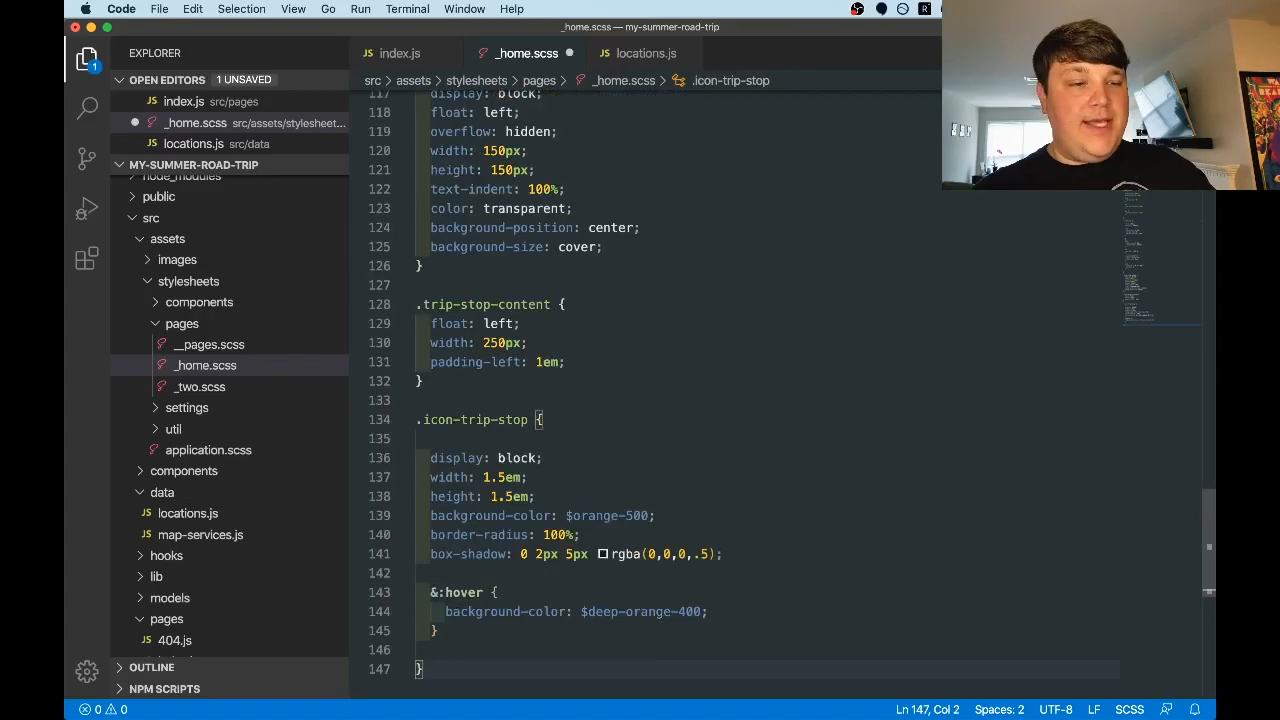 Code File Edit Selection View Go Run Terminal Window Help
_home.scss — my-summer-road-trip
EXPLORER
OPEN EDITORS 1 UNSAVED
JS index.js src/pages
_home.scss src/assets/stylesheet...
JS locations.js src/data
MY-SUMMER-ROAD-TRIP
node_modules
public
src
assets
images
stylesheets
components
pages
__pages.scss
_home.scss
_two.scss
settings
util
application.scss
components
data
JS locations.js
JS map-services.js
hooks
lib
models
pages
JS 404.js
OUTLINE
NPM SCRIPTS
JS index.js
_home.scss
JS locations.js
src > assets > stylesheets > pages > _home.scss > .icon-trip-stop
117 display: block;
118 float: left;
119 overflow: hidden;
120 width: 150px;
121 height: 150px;
122 text-indent: 100%;
123 color: transparent;
124 background-position: center;
125 background-size: cover;
126 }
127
128 .trip-stop-content {
129 float: left;
130 width: 250px;
131 padding-left: 1em;
132 }
133
134 .icon-trip-stop {
135
136 display: block;
137 width: 1.5em;
138 height: 1.5em;
139 background-color: $orange-500;
140 border-radius: 100%;
141 box-shadow: 0 2px 5px rgba(0,0,0,.5);
142
143 &:hover {
144 background-color: $deep-orange-400;
145 }
146
147 }
0 0
Ln 147, Col 2 Spaces: 2 UTF-8 LF SCSS